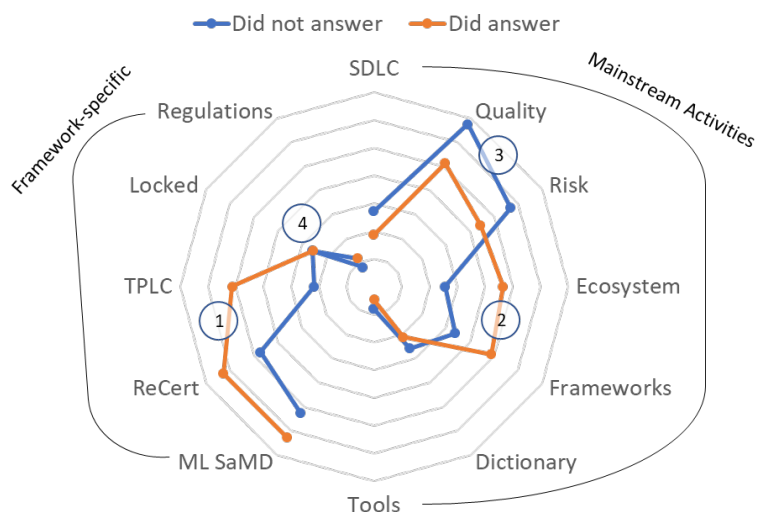 Did not answer
Did answer
SDLC
Mainstream Activities
Framework-specific
Regulations
Quality
3
Locked
Risk
4
TPLC
Ecosystem
1
2
ReCert
Frameworks
ML SaMD
Dictionary
Tools